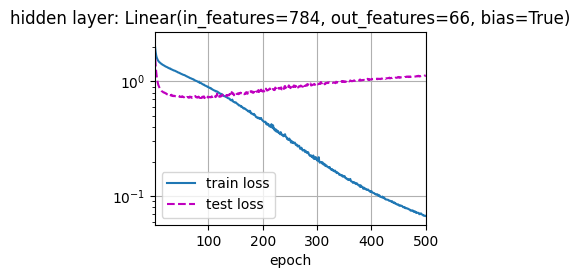 hidden layer: Linear(in_features=784, out_features=66, bias=True)
10⁰
10⁻¹
train loss
test loss
100 200 300 400 500
epoch